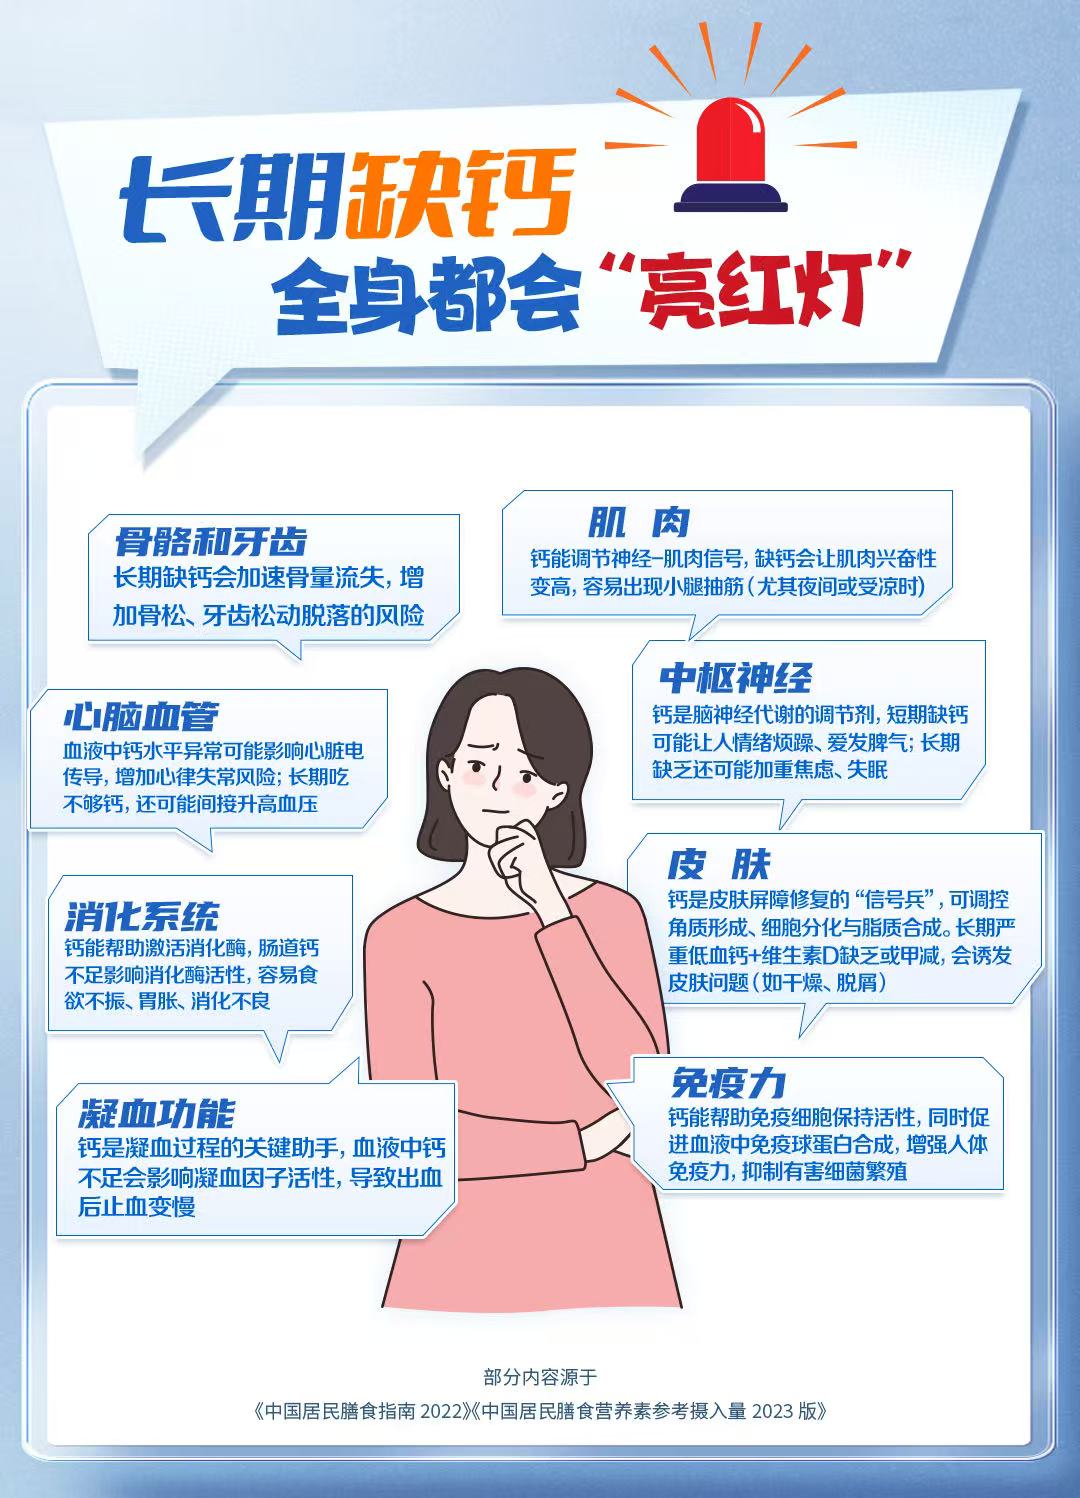 长期缺钙
全身都会“亮红灯”
骨骼和牙齿
长期缺钙会加速骨量流失，增
加骨松、牙齿松动脱落的风险
肌 肉
钙能调节神经-肌肉信号，缺钙会让肌肉兴奋性
变高，容易出现小腿抽筋（尤其夜间或受凉时）
心脑血管
血液中钙水平异常可能影响心脏电
传导，增加心律失常风险；长期吃
不够钙，还可能间接升高血压
中枢神经
钙是脑神经代谢的调节剂，短期缺钙
可能让人情绪烦躁、爱发脾气；长期
缺乏还可能加重焦虑、失眠
消化系统
钙能帮助激活消化酶，肠道钙
不足影响消化酶活性，容易食
欲不振、胃胀、消化不良
皮 肤
钙是皮肤屏障修复的“信号兵”，可调控
角质形成、细胞分化与脂质合成。长期严
重低血钙+维生素D缺乏或甲减，会诱发
皮肤问题（如干燥、脱屑）
凝血功能
钙是凝血过程的关键助手，血液中钙
不足会影响凝血因子活性，导致出血
后止血变慢
免疫力
钙能帮助免疫细胞保持活性，同时促
进血液中免疫球蛋白合成，增强人体
免疫力，抑制有害细菌繁殖
部分内容源于
《中国居民膳食指南 2022》《中国居民膳食营养素参考摄入量 2023 版》